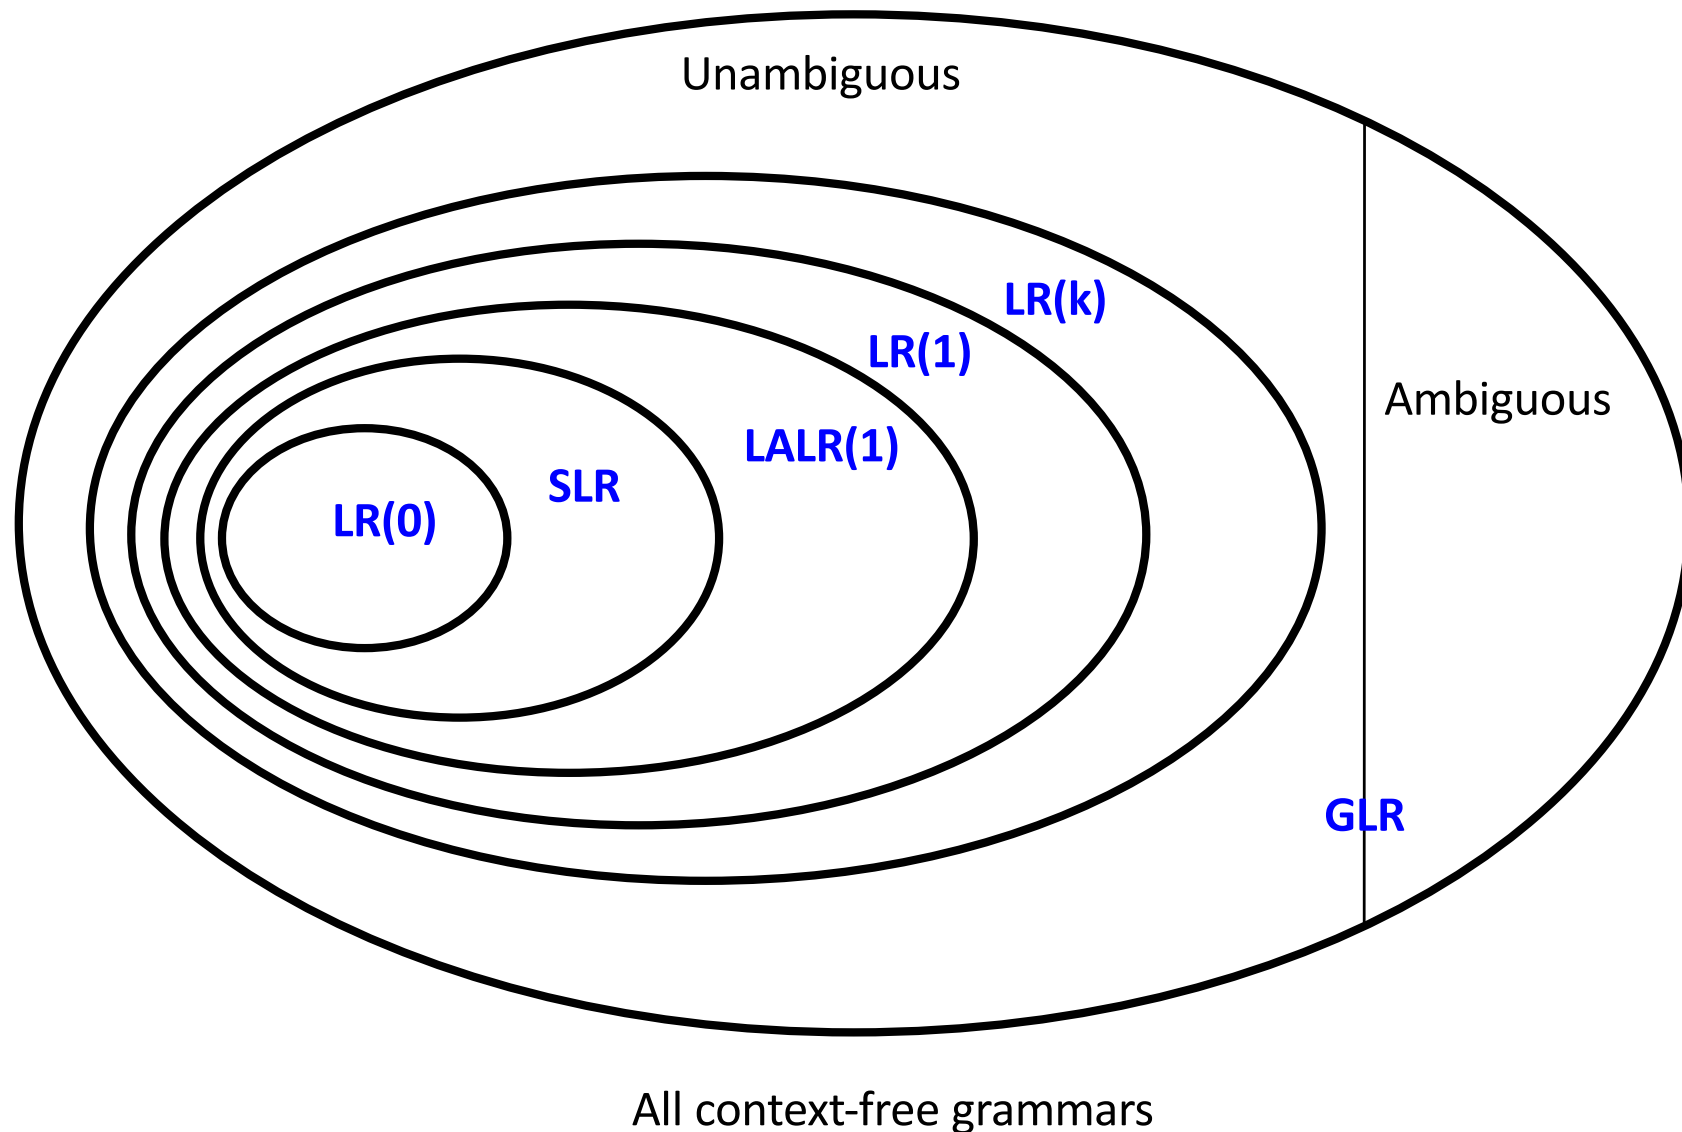 Unambiguous
LR(k)
LR(1)
Ambiguous
LALR(1)
SLR
LR(0)
GLR
All context-free grammars